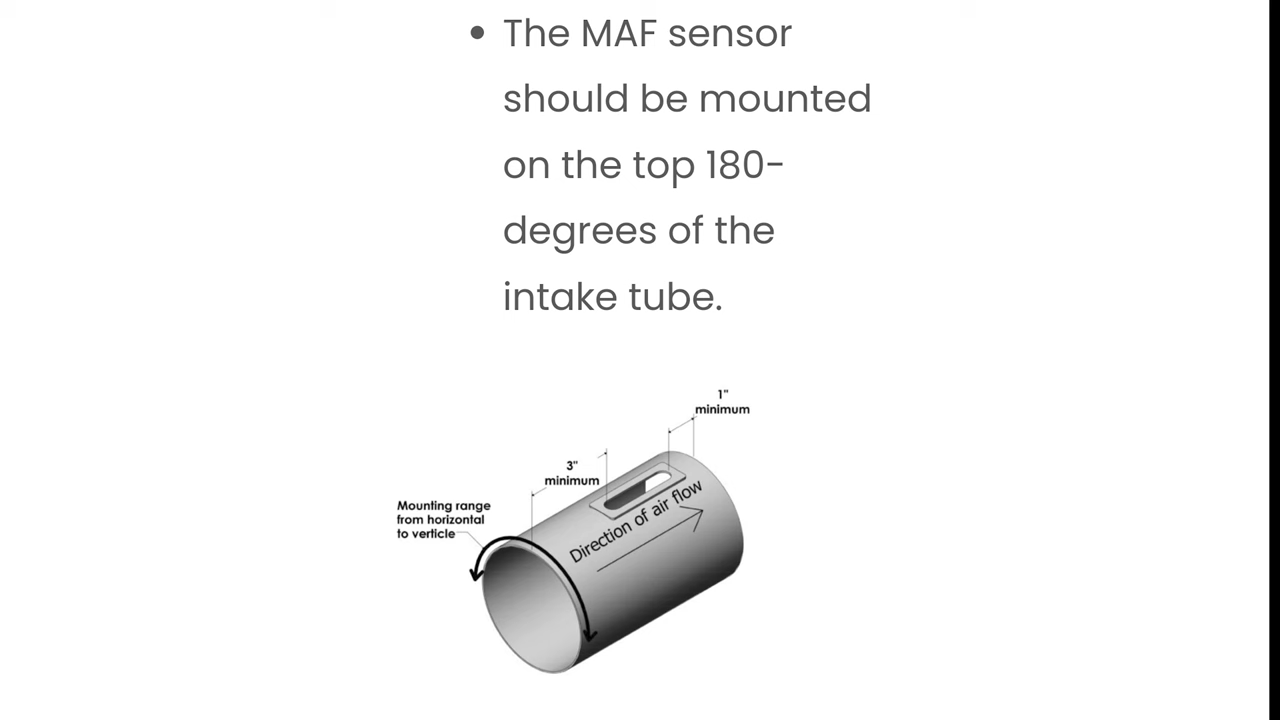 • The MAF sensor
should be mounted
on the top 180-
degrees of the
intake tube.
1"
minimum
3"
minimum
Mounting range
from horizontal
to verticle
Direction of air flow